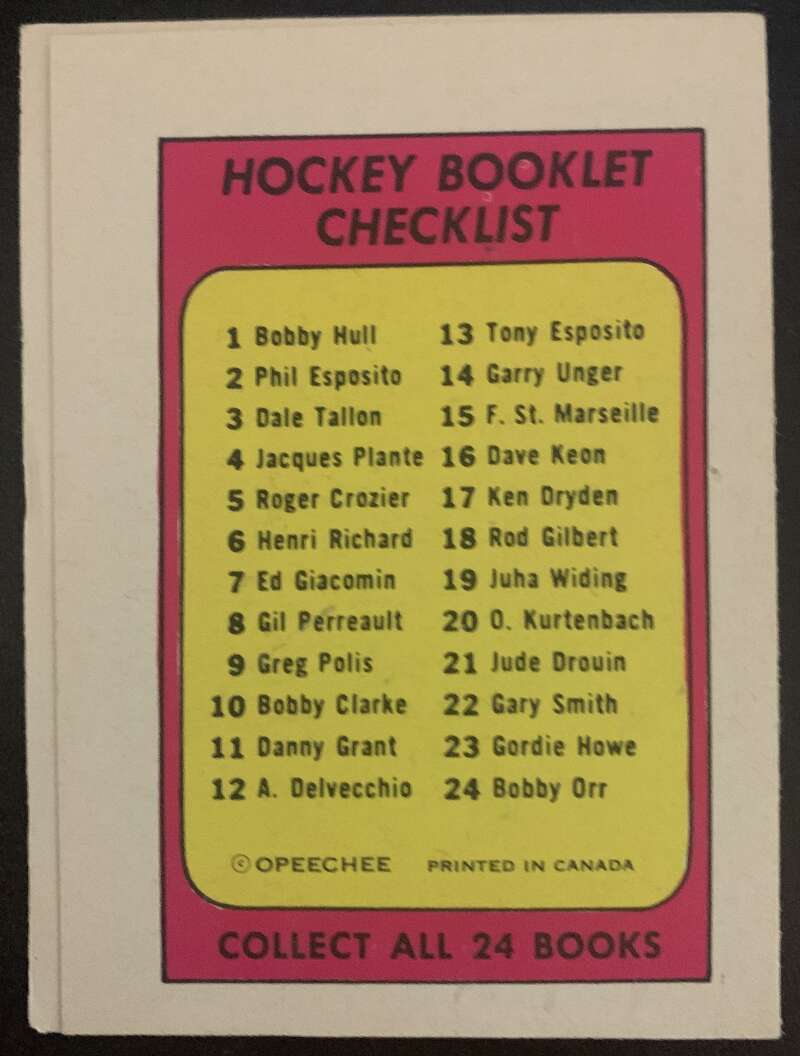 HOCKEY BOOKLET
CHECKLIST
1 Bobby Hull
2 Phil Esposito
3 Dale Tallon
4 Jacques Plante
5 Roger Crozier
6 Henri Richard
7 Ed Giacomin
8 Gil Perreault
9 Greg Polis
10 Bobby Clarke
11 Danny Grant
12 A. Delvecchio
13 Tony Esposito
14 Garry Unger
15 F. St. Marseille
16 Dave Keon
17 Ken Dryden
18 Rod Gilbert
19 Juha Widing
20 O. Kurtenbach
21 Jude Drouin
22 Gary Smith
23 Gordie Howe
24 Bobby Orr
© OPEECHEE PRINTED IN CANADA
COLLECT ALL 24 BOOKS